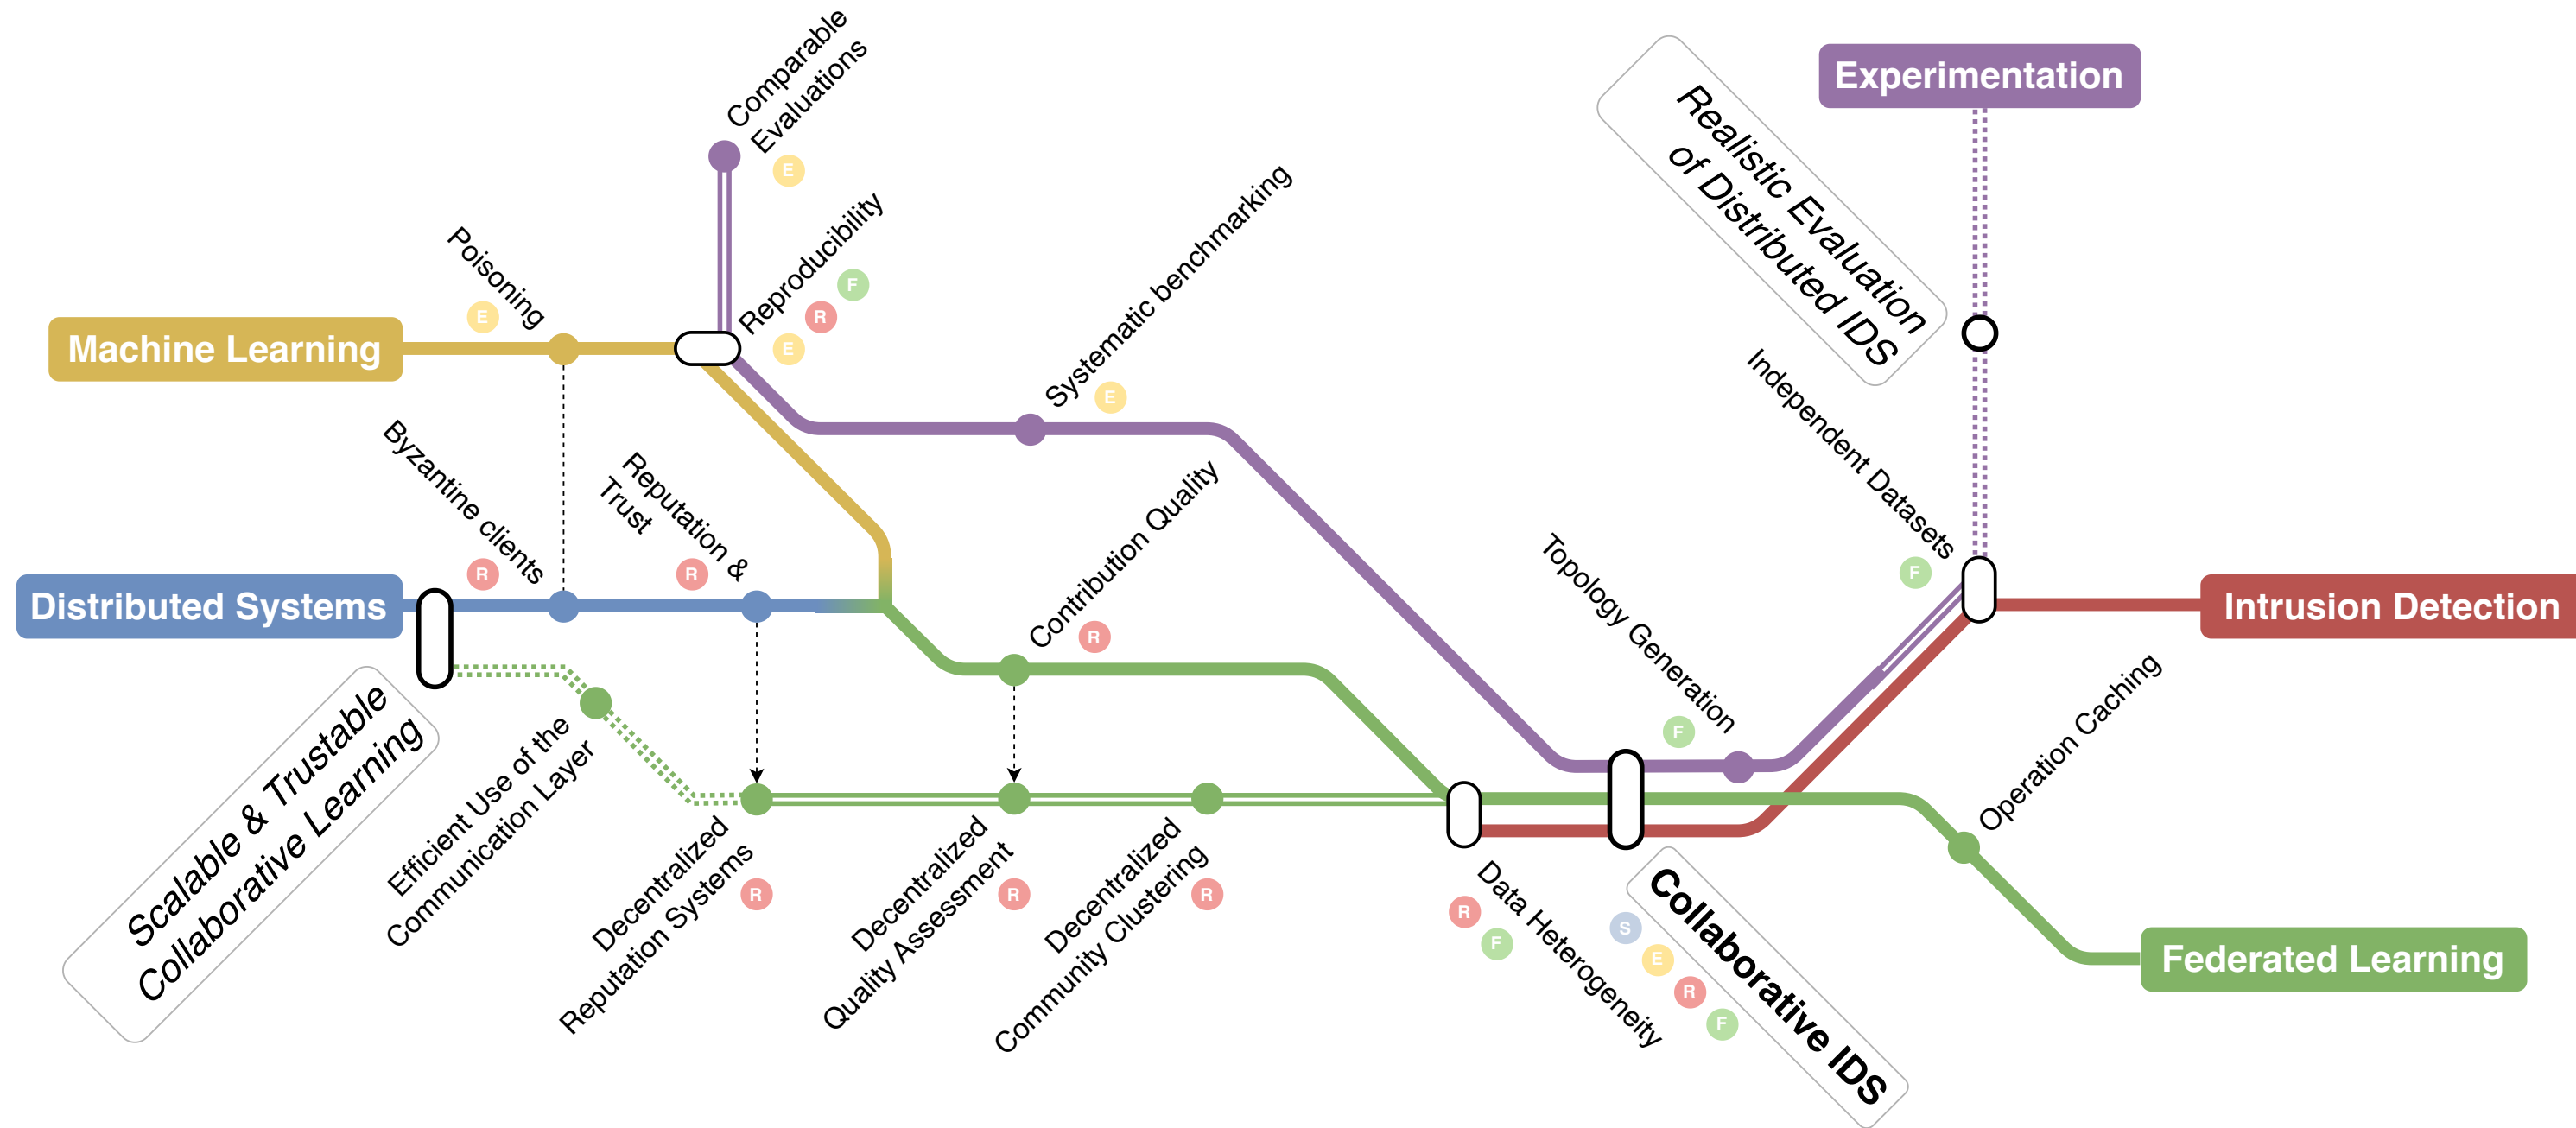 Comparable
Evaluations
E
Experimentation
Realistic Evaluation
of Distributed IDS
Poisoning
E
Reproducibility
F
R
E
Machine Learning
Systematic benchmarking
E
Independent Datasets
F
Byzantine clients
R
Reputation &
Trust
R
Distributed Systems
Contribution Quality
R
Topology Generation
F
Intrusion Detection
Scalable & Trustable
Collaborative Learning
Efficient Use of the
Communication Layer
Decentralized
Reputation Systems
R
Decentralized
Quality Assessment
R
Decentralized
Community Clustering
R
Data Heterogeneity
R
F
Collaborative IDS
S
E
R
F
Operation Caching
Federated Learning